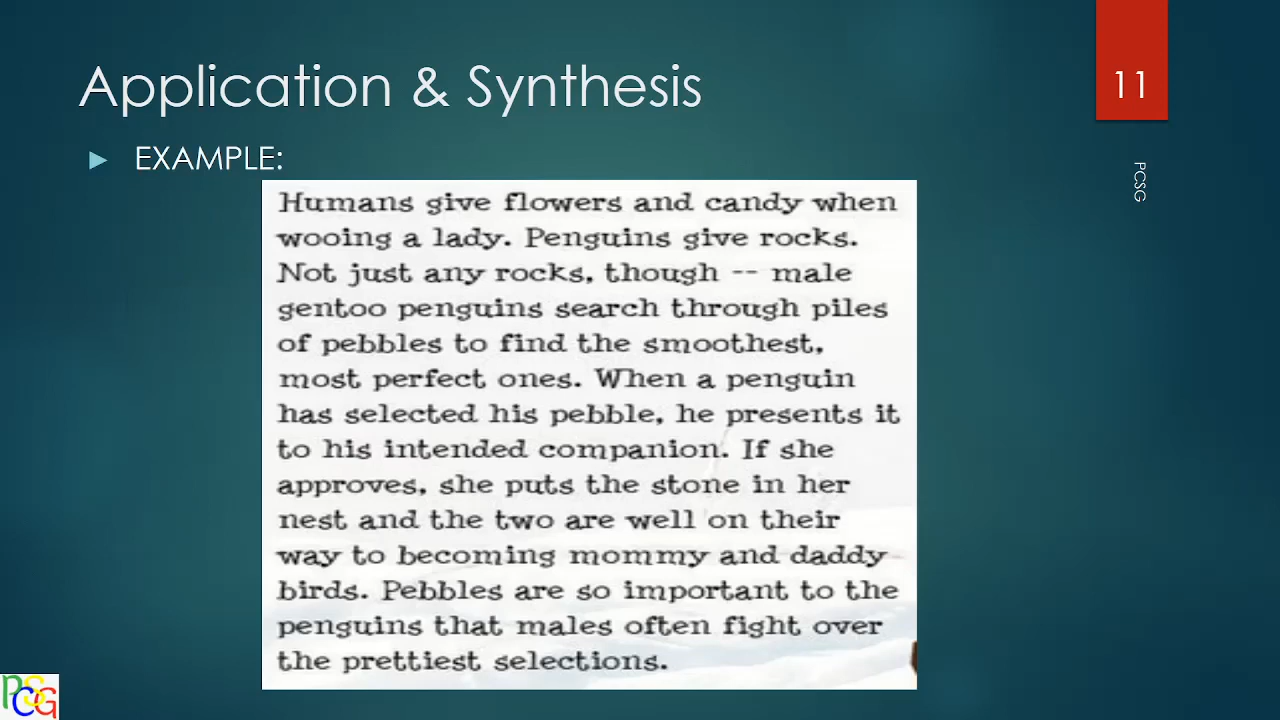 Application & Synthesis
11
EXAMPLE:
PCSG
Humans give flowers and candy when
wooing a lady. Penguins give rocks.
Not just any rocks, though -- male
gentoo penguins search through piles
of pebbles to find the smoothest,
most perfect ones. When a penguin
has selected his pebble, he presents it
to his intended companion. If she
approves, she puts the stone in her
nest and the two are well on their
way to becoming mommy and daddy
birds. Pebbles are so important to the
penguins that males often fight over
the prettiest selections.
PCSG